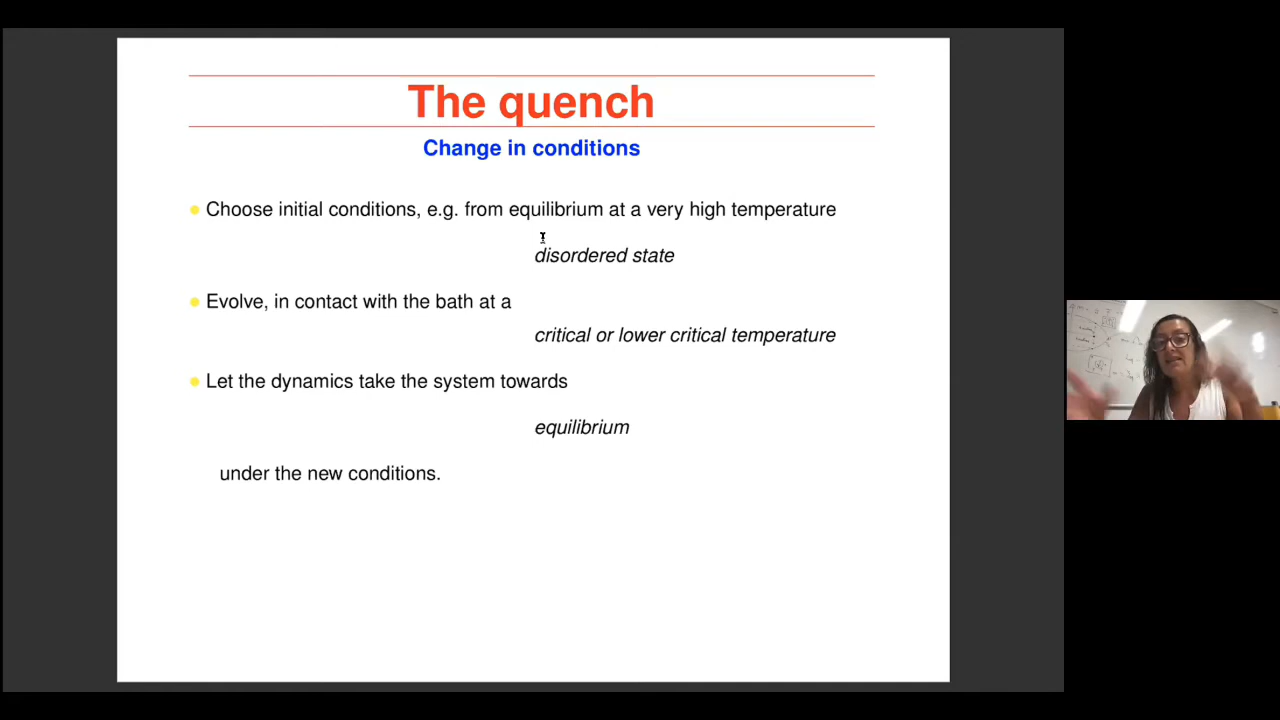 The quench
Change in conditions
Choose initial conditions, e.g. from equilibrium at a very high temperature
disordered state
Evolve, in contact with the bath at a
critical or lower critical temperature
Let the dynamics take the system towards
equilibrium
under the new conditions.